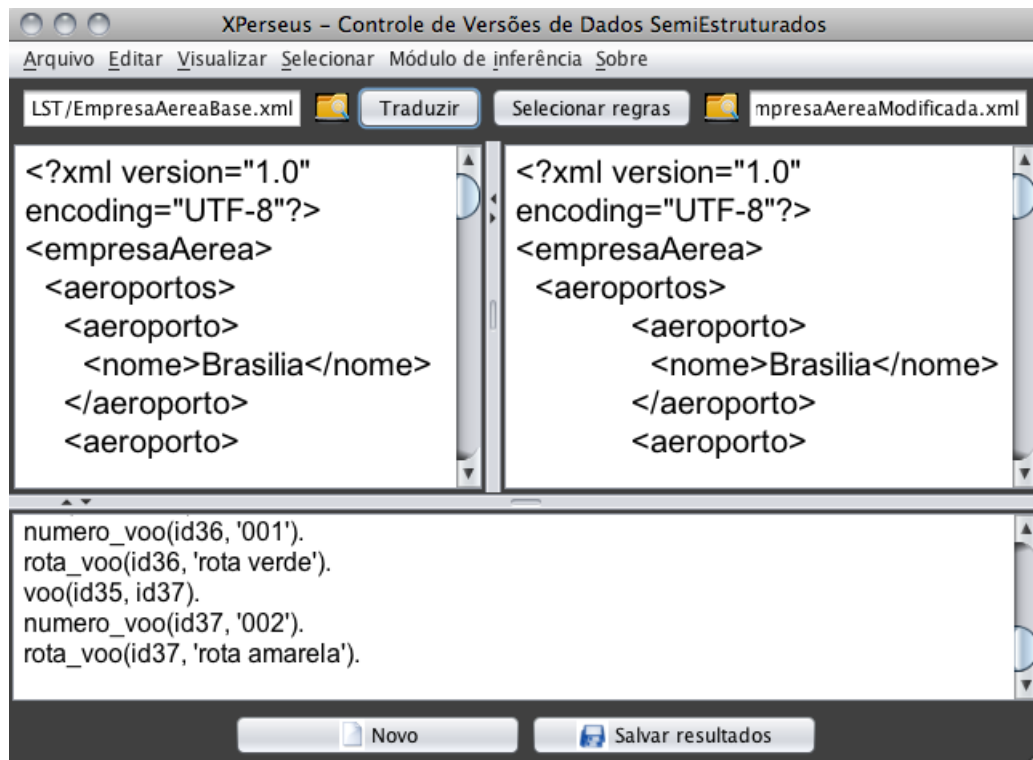 XPerseus – Controle de Versões de Dados SemiEstruturados
Arquivo Editar Visualizar Selecionar Módulo de inferência Sobre
LST/EmpresaAereaBase.xml Traduzir Selecionar regras mpresaAereaModificada.xml
<?xml version="1.0"
encoding="UTF-8"?>
<empresaAerea>
<aeroportos>
<aeroporto>
<nome>Brasilia</nome>
</aeroporto>
<aeroporto>
<?xml version="1.0"
encoding="UTF-8"?>
<empresaAerea>
<aeroportos>
<aeroporto>
<nome>Brasilia</nome>
</aeroporto>
<aeroporto>
numero_voo(id36, '001').
rota_voo(id36, 'rota verde').
voo(id35, id37).
numero_voo(id37, '002').
rota_voo(id37, 'rota amarela').
Novo Salvar resultados